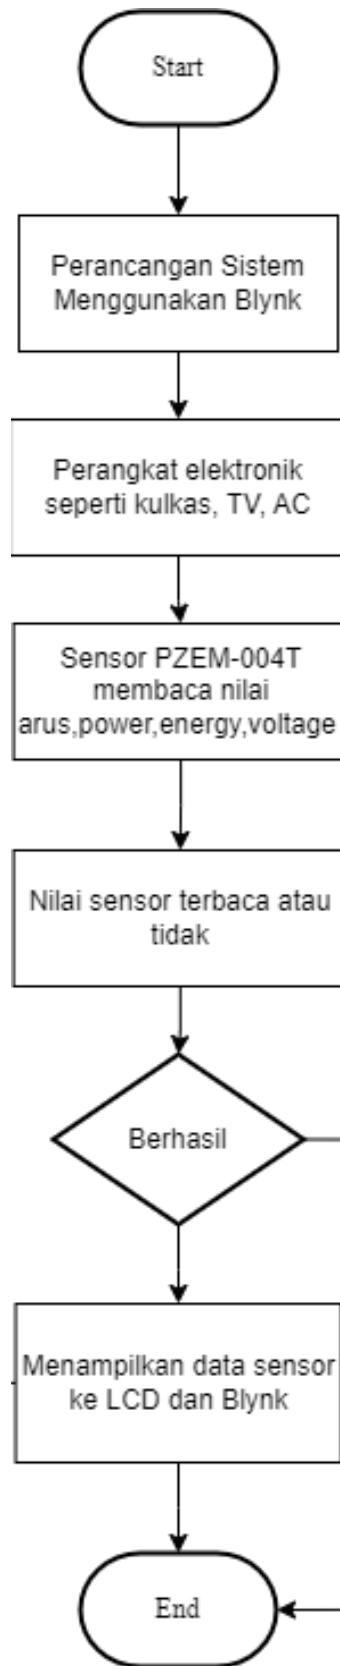 Start
Perancangan Sistem
Menggunakan Blynk
Perangkat elektronik
seperti kulkas, TV, AC
Sensor PZEM-004T
membaca nilai
arus,power,energy,voltage
Nilai sensor terbaca atau
tidak
Berhasil
Menampilkan data sensor
ke LCD dan Blynk
End